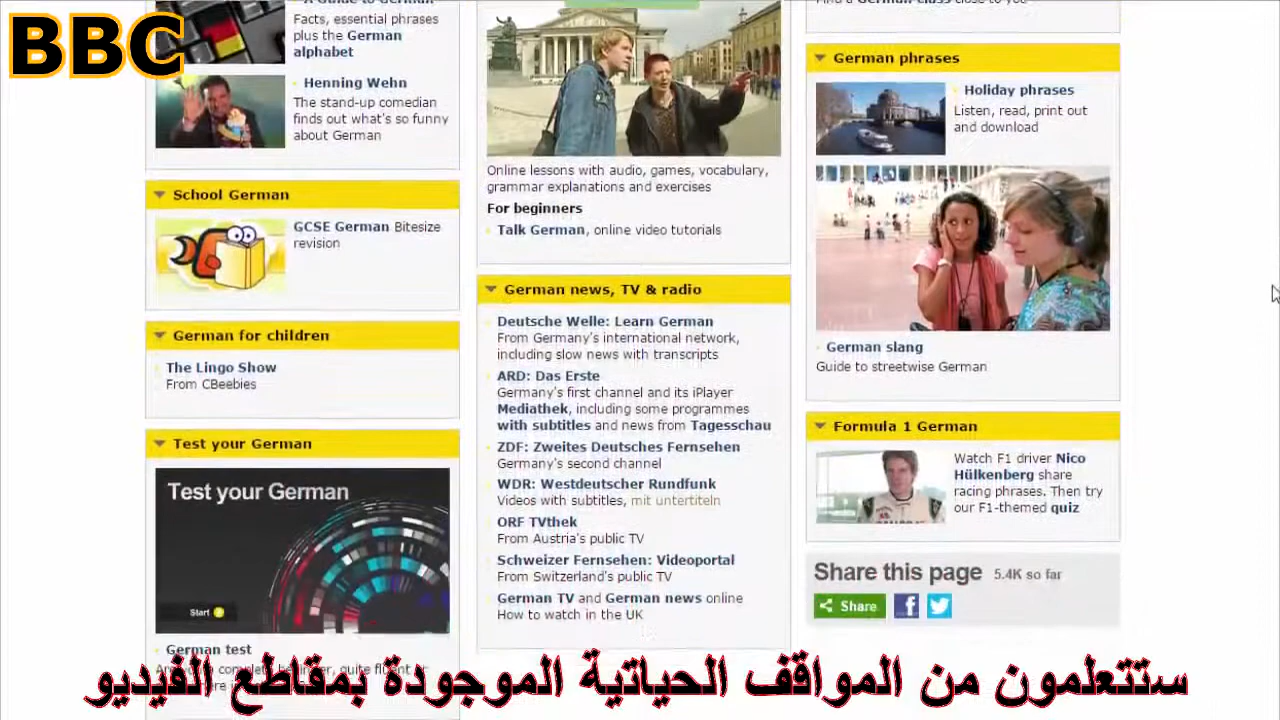 BBC
Facts, essential phrases
plus the German
alphabet
Henning Wehn
The stand-up comedian
finds out what's so funny
about German
School German
GCSE German Bitesize
revision
German for children
The Lingo Show
From CBeebies
Test your German
Test your German
Start
German test
Online lessons with audio, games, vocabulary,
grammar explanations and exercises
For beginners
Talk German, online video tutorials
German news, TV & radio
Deutsche Welle: Learn German
From Germany's international network,
including slow news with transcripts
ARD: Das Erste
Germany's first channel and its iPlayer
Mediathek, including some programmes
with subtitles and news from Tagesschau
ZDF: Zweites Deutsches Fernsehen
Germany's second channel
WDR: Westdeutscher Rundfunk
Videos with subtitles, mit untertiteln
ORF TVthek
From Austria's public TV
Schweizer Fernsehen: Videoportal
From Switzerland's public TV
German TV and German news online
How to watch in the UK
German phrases
Holiday phrases
Listen, read, print out
and download
German slang
Guide to streetwise German
Formula 1 German
Watch F1 driver Nico
Hülkenberg share
racing phrases. Then try
our F1-themed quiz
Share this page 5.4K so far
Share
ستتعلمون من المواقف الحياتية الموجودة بمقاطع الفيديو